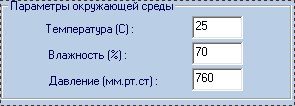 Параметры окружающей среды
Температура (C) : 25
Влажность (%) : 70
Давление (мм.рт.ст) : 760